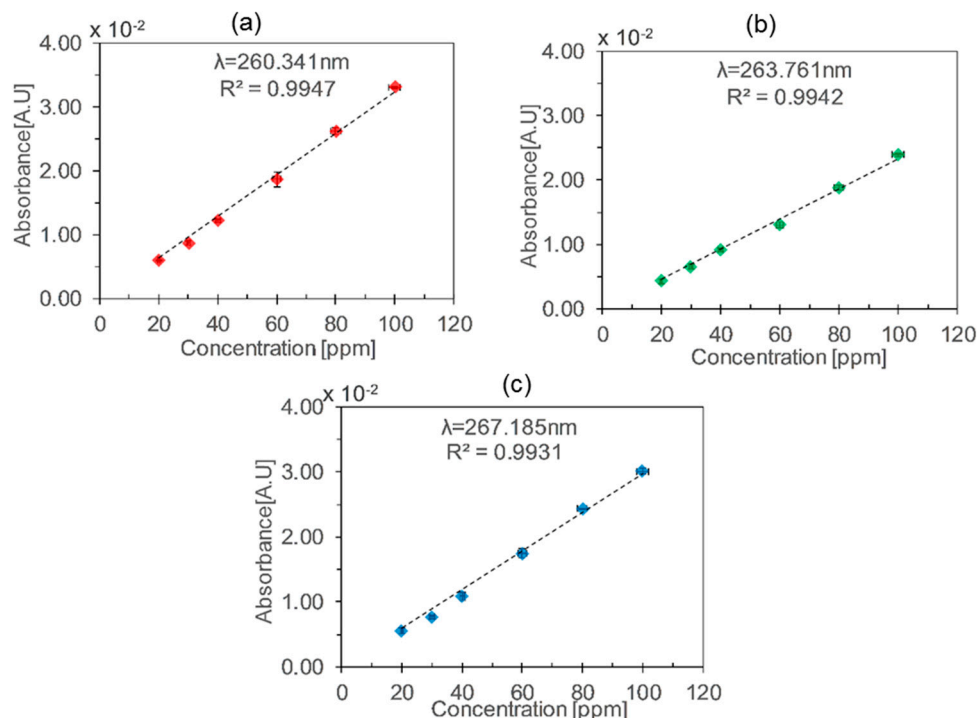 (a)
x 10⁻²
4.00
3.00
2.00
1.00
0.00
Absorbance[A.U]
λ=260.341nm
R² = 0.9947
0 20 40 60 80 100 120
Concentration [ppm]
(b)
x 10⁻²
4.00
3.00
2.00
1.00
0.00
Absorbance[A.U]
λ=263.761nm
R² = 0.9942
0 20 40 60 80 100 120
Concentration [ppm]
(c)
x 10⁻²
4.00
3.00
2.00
1.00
0.00
Absorbance[A.U]
λ=267.185nm
R² = 0.9931
0 20 40 60 80 100 120
Concentration [ppm]